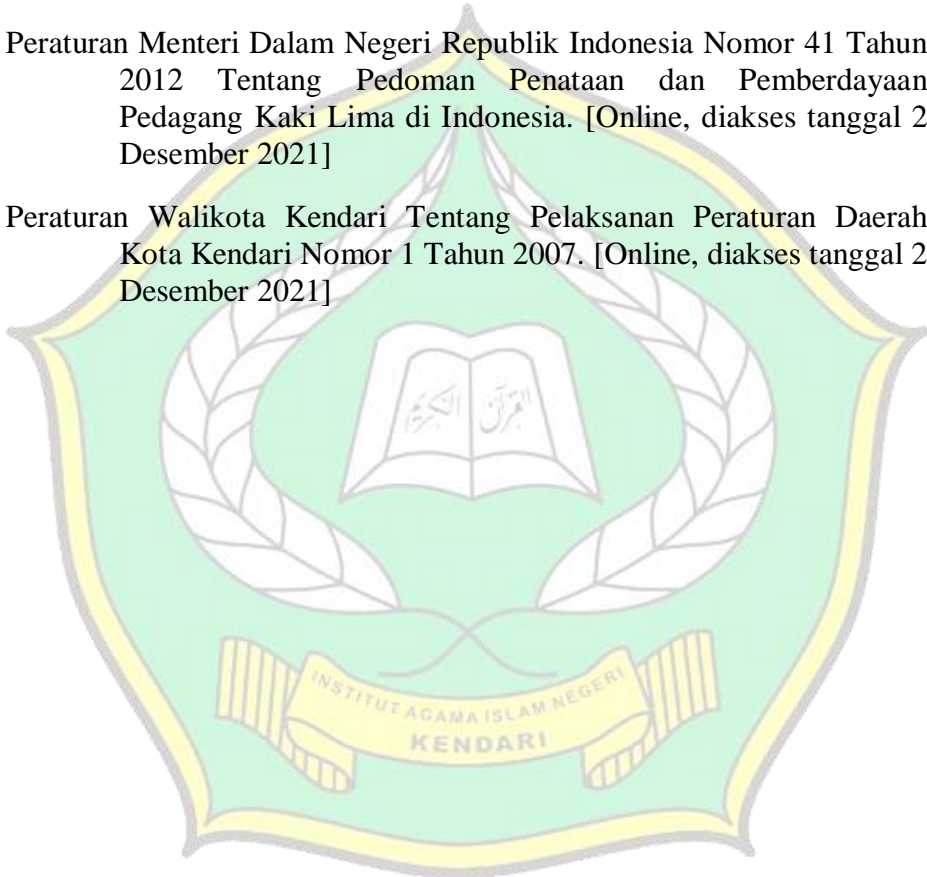 Peraturan Menteri Dalam Negeri Republik Indonesia Nomor 41 Tahun
2012 Tentang Pedoman Penataan dan Pemberdayaan
Pedagang Kaki Lima di Indonesia. [Online, diakses tanggal 2
Desember 2021]
Peraturan Walikota Kendari Tentang Pelaksanan Peraturan Daerah
Kota Kendari Nomor 1 Tahun 2007. [Online, diakses tanggal 2
Desember 2021]
القرآن الكريم
INSTITUT AGAMA ISLAM NEGERI
KENDARI